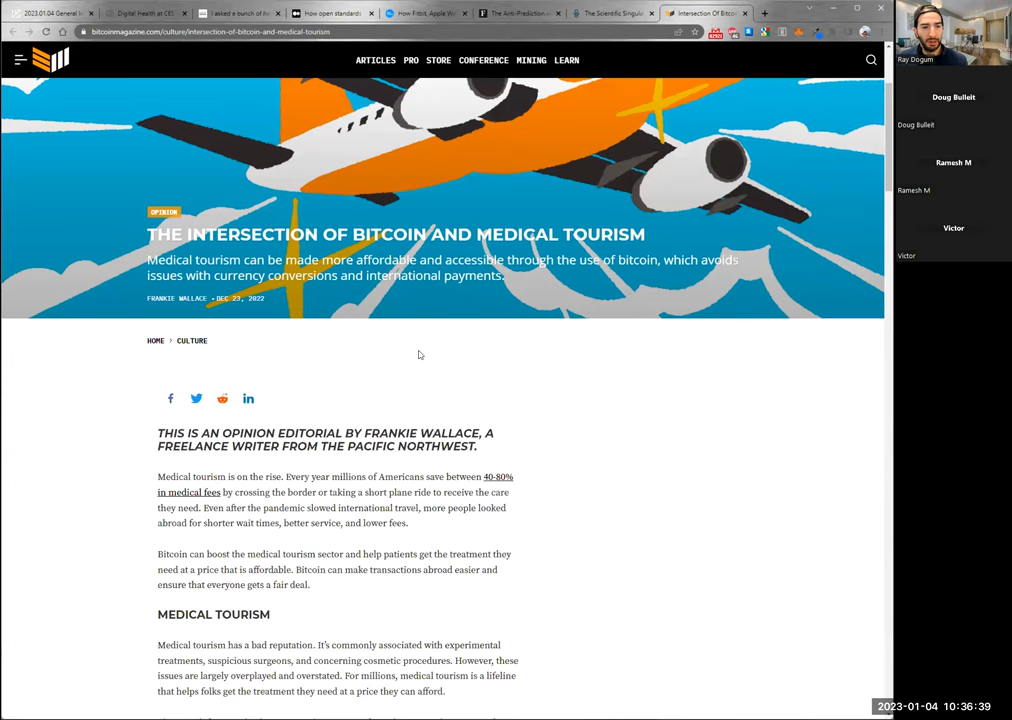 2023.01.04 General M
Digital Health at CES
I asked a bunch of he
How open standards
How Fitbit, Apple Wa
The Anti-Prediction
The Scientific Singula
Intersection Of Bitco
bitcoinmagazine.com/culture/intersection-of-bitcoin-and-medical-tourism
ARTICLES PRO STORE CONFERENCE MINING LEARN
OPINION
THE INTERSECTION OF BITCOIN AND MEDICAL TOURISM
Medical tourism can be made more affordable and accessible through the use of bitcoin, which avoids
issues with currency conversions and international payments.
FRANKIE WALLACE • DEC 23, 2022
HOME > CULTURE
THIS IS AN OPINION EDITORIAL BY FRANKIE WALLACE, A
FREELANCE WRITER FROM THE PACIFIC NORTHWEST.
Medical tourism is on the rise. Every year millions of Americans save between 40-80%
in medical fees by crossing the border or taking a short plane ride to receive the care
they need. Even after the pandemic slowed international travel, more people looked
abroad for shorter wait times, better service, and lower fees.
Bitcoin can boost the medical tourism sector and help patients get the treatment they
need at a price that is affordable. Bitcoin can make transactions abroad easier and
ensure that everyone gets a fair deal.
MEDICAL TOURISM
Medical tourism has a bad reputation. It's commonly associated with experimental
treatments, suspicious surgeons, and concerning cosmetic procedures. However, these
issues are largely overplayed and overstated. For millions, medical tourism is a lifeline
that helps folks get the treatment they need at a price they can afford.
Ray Dogum
Doug Bulleit
Doug Bulleit
Ramesh M
Ramesh M
Victor
Victor
2023-01-04 10:36:39